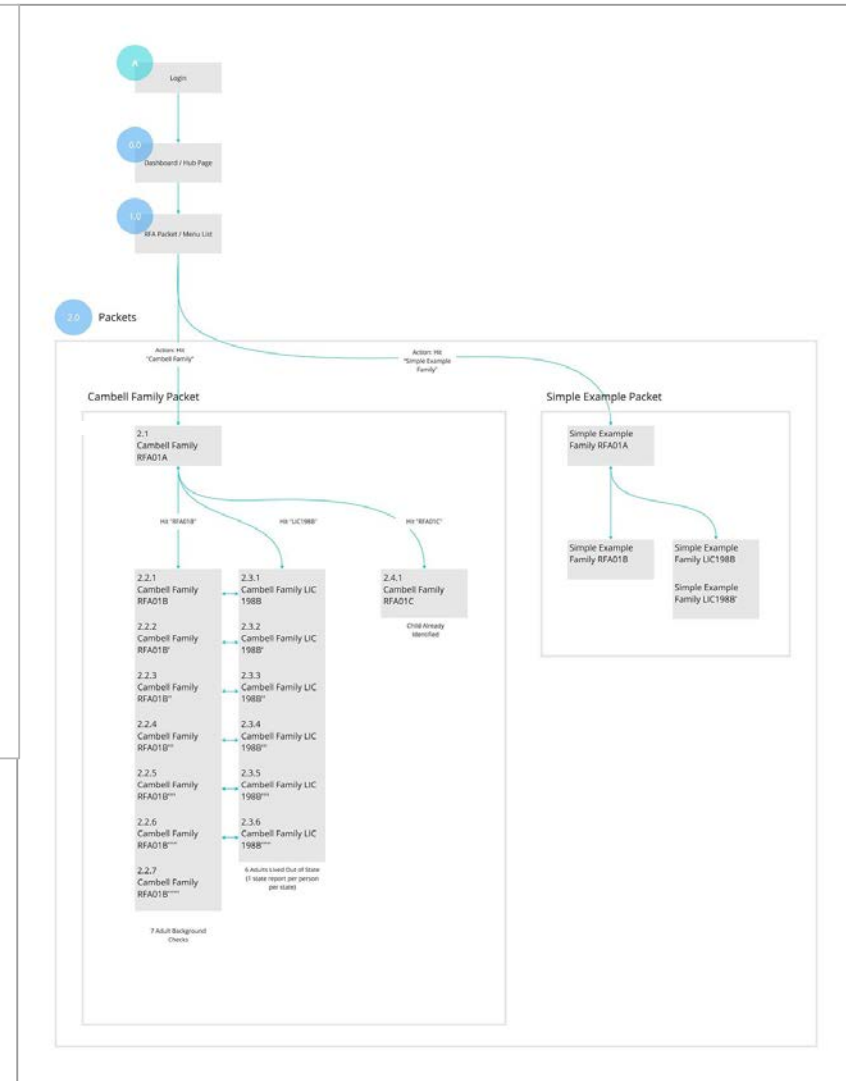 A
Login
0.0
Dashboard / Hub Page
1.0
RFA Packet / Menu List
2.0
Packets
Action: Hit
"Cambell Family"
Action: Hit
"Simple Example
Family"
Cambell Family Packet
2.1
Cambell Family
RFA01A
Hit "RFA01B"
Hit "LIC198B"
Hit "RFA01C"
2.2.1
Cambell Family
RFA01B
2.2.2
Cambell Family
RFA01B'
2.2.3
Cambell Family
RFA01B''
2.2.4
Cambell Family
RFA01B'''
2.2.5
Cambell Family
RFA01B''''
2.2.6
Cambell Family
RFA01B'''''
2.2.7
Cambell Family
RFA01B''''''
7 Adult Background
Checks
2.3.1
Cambell Family LIC
198B
2.3.2
Cambell Family LIC
198B'
2.3.3
Cambell Family LIC
198B''
2.3.4
Cambell Family LIC
198B'''
2.3.5
Cambell Family LIC
198B''''
2.3.6
Cambell Family LIC
198B'''''
6 Adults Lived Out of State
(1 state report per person
per state)
2.4.1
Cambell Family
RFA01C
Child Already
Identified
Simple Example Packet
Simple Example
Family RFA01A
Simple Example
Family RFA01B
Simple Example
Family LIC198B
Simple Example
Family LIC198B'